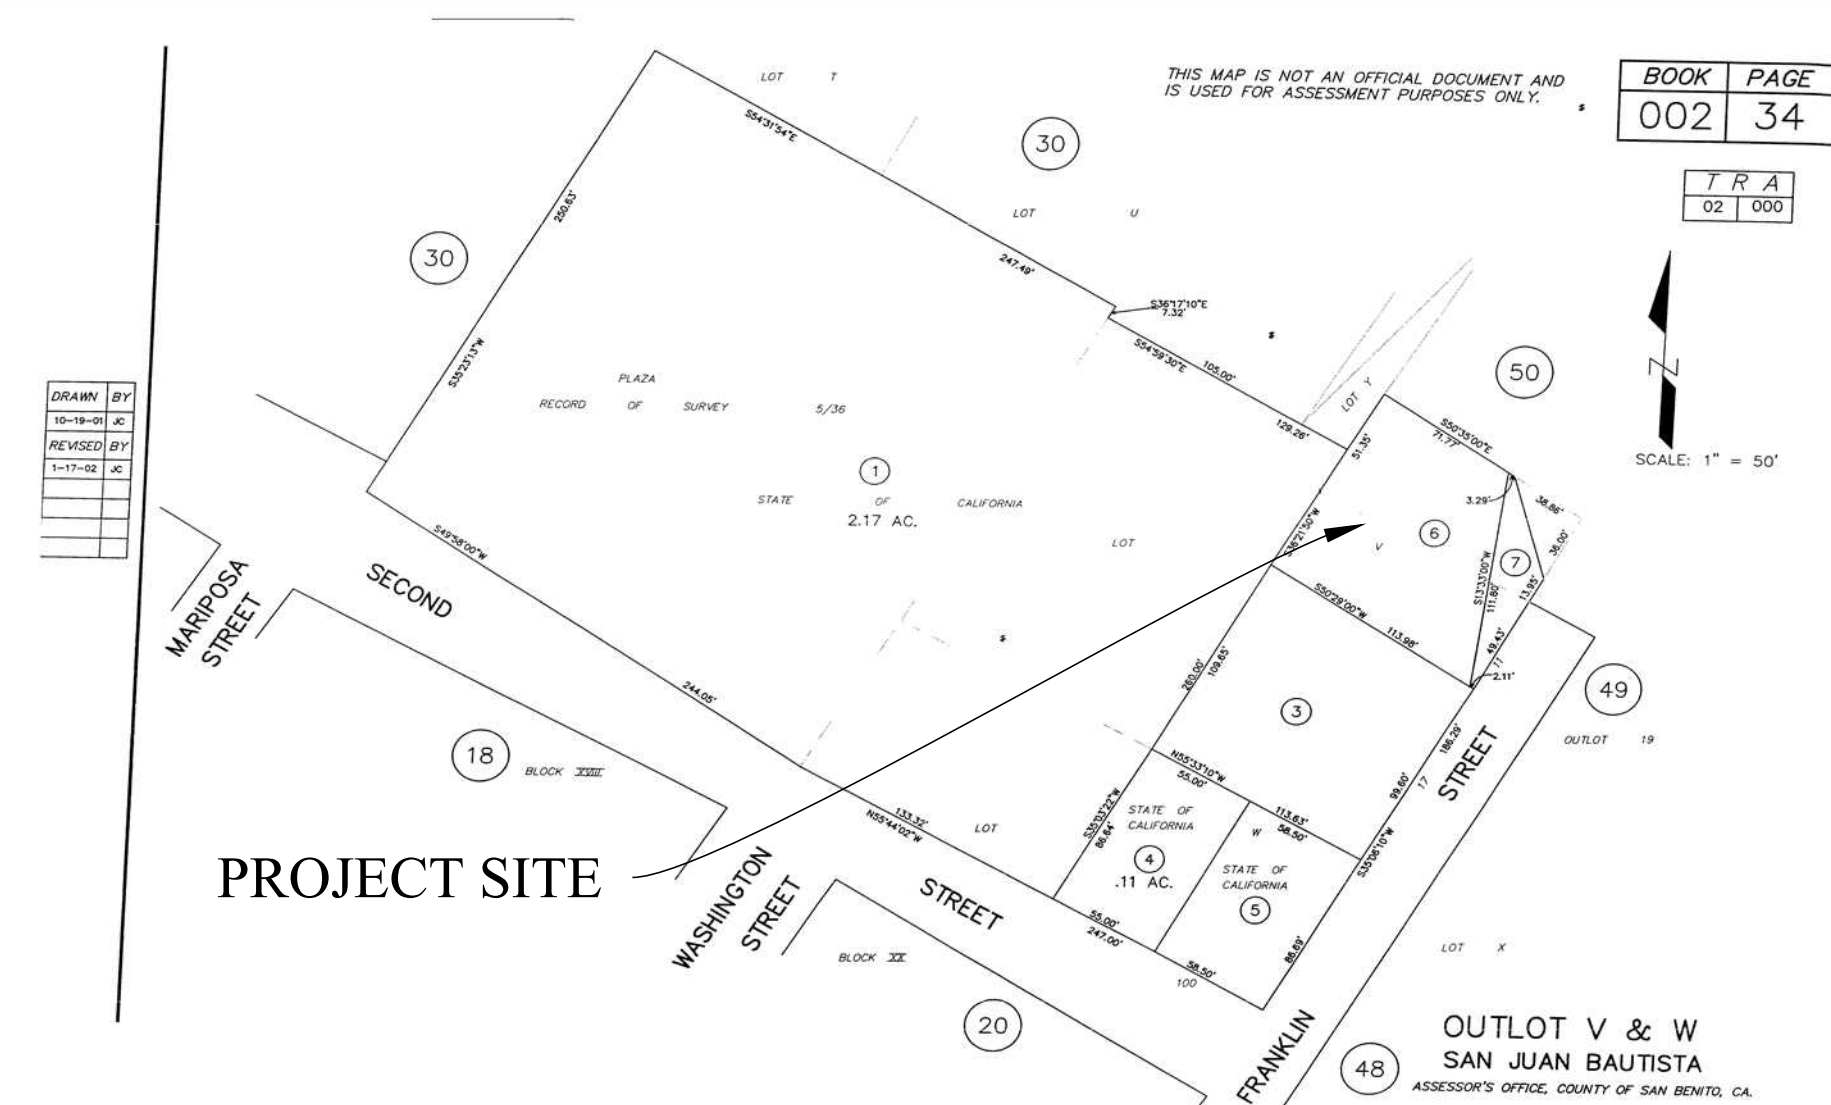 LOT T
THIS MAP IS NOT AN OFFICIAL DOCUMENT AND
IS USED FOR ASSESSMENT PURPOSES ONLY.
BOOK PAGE
002 34
T R A
02 000
S54°31'54"E
30
250.63'
LOT U
30
247.49'
S36°17'10"E
7.32'
S54°59'30"E
105.00'
129.26'
LOT Y
50
N
SCALE: 1" = 50'
S35°23'13"W
DRAWN BY
10-19-01 JC
REVISED BY
1-17-02 JC
PLAZA
RECORD OF SURVEY 5/36
1
STATE OF CALIFORNIA
2.17 AC.
LOT
51.35'
S50°35'00"E
71.77'
3.29'
38.86'
36.00'
S36°21'50"W
V
6
7
S13°33'00"W
111.80'
13.95'
49.43'
11
2.11'
S49°58'00"W
SECOND
MARIPOSA
STREET
244.05'
S50°29'00"W
113.98'
260.00'
109.65'
3
186.29'
99.60'
17
STREET
49
OUTLOT 19
18
BLOCK XVIII
N55°33'10"W
55.00'
113.63'
58.50'
S35°03'22"W
86.64'
STATE OF
CALIFORNIA
4
.11 AC.
W
STATE OF
CALIFORNIA
5
S35°06'10"W
86.69'
133.32'
N55°44'02"W
LOT
PROJECT SITE
WASHINGTON
STREET
STREET
55.00'
247.00'
58.50'
100
BLOCK XX
20
LOT X
FRANKLIN
48
OUTLOT V & W
SAN JUAN BAUTISTA
ASSESSOR'S OFFICE, COUNTY OF SAN BENITO, CA.